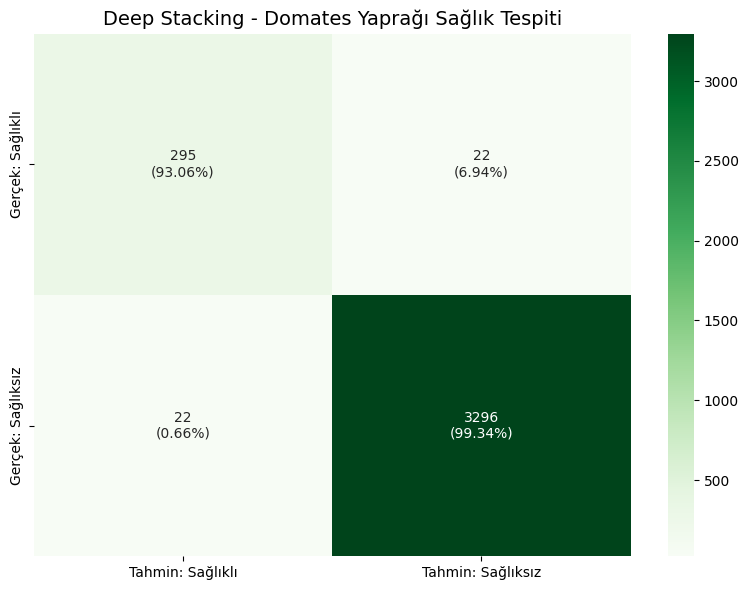 Deep Stacking - Domates Yaprağı Sağlık Tespiti
Gerçek: Sağlıklı
295
(93.06%)
22
(6.94%)
Gerçek: Sağlıksız
22
(0.66%)
3296
(99.34%)
Tahmin: Sağlıklı
Tahmin: Sağlıksız
3000
2500
2000
1500
1000
500